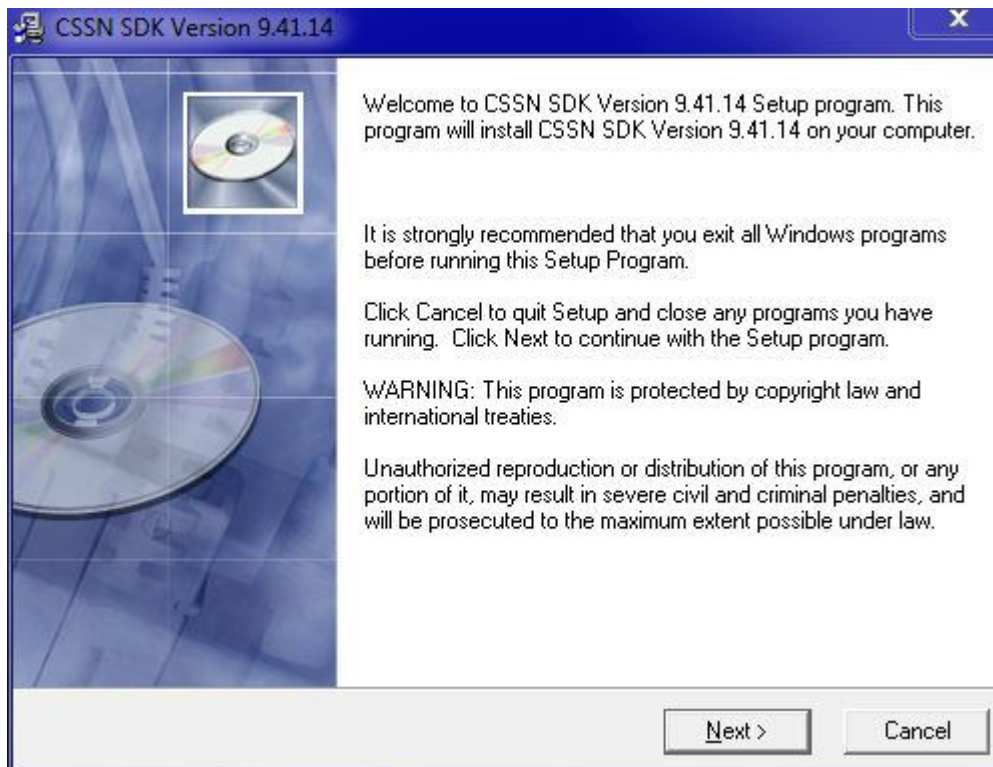 CSSN SDK Version 9.41.14
X
Welcome to CSSN SDK Version 9.41.14 Setup program. This
program will install CSSN SDK Version 9.41.14 on your computer.
It is strongly recommended that you exit all Windows programs
before running this Setup Program.
Click Cancel to quit Setup and close any programs you have
running.  Click Next to continue with the Setup program.
WARNING: This program is protected by copyright law and
international treaties.
Unauthorized reproduction or distribution of this program, or any
portion of it, may result in severe civil and criminal penalties, and
will be prosecuted to the maximum extent possible under law.
Next > Cancel